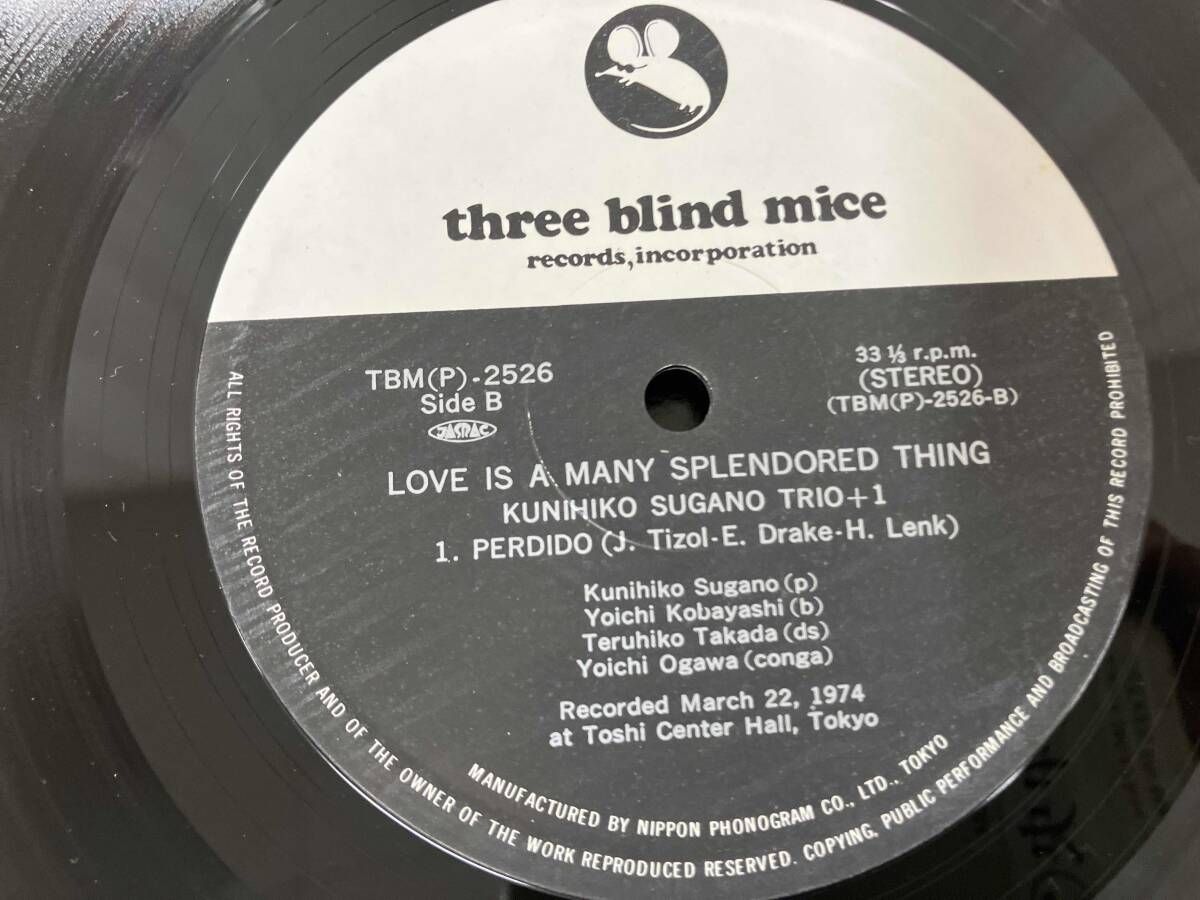 three blind mice
records, incorporation
TBM(P)-2526
Side B
JASRAC
33 ⅓ r.p.m.
(STEREO)
(TBM(P)-2526-B)
LOVE IS A MANY SPLENDORED THING
KUNIHIKO SUGANO TRIO+1
1. PERDIDO (J. Tizol-E. Drake-H. Lenk)
Kunihiko Sugano (p)
Yoichi Kobayashi (b)
Teruhiko Takada (ds)
Yoichi Ogawa (conga)
Recorded March 22, 1974
at Toshi Center Hall, Tokyo
MANUFACTURED BY NIPPON PHONOGRAM CO., LTD., TOKYO
ALL RIGHTS OF THE RECORD PRODUCER AND OF THE OWNER OF THE WORK REPRODUCED RESERVED. COPYING, PUBLIC PERFORMANCE AND BROADCASTING OF THIS RECORD PROHIBITED